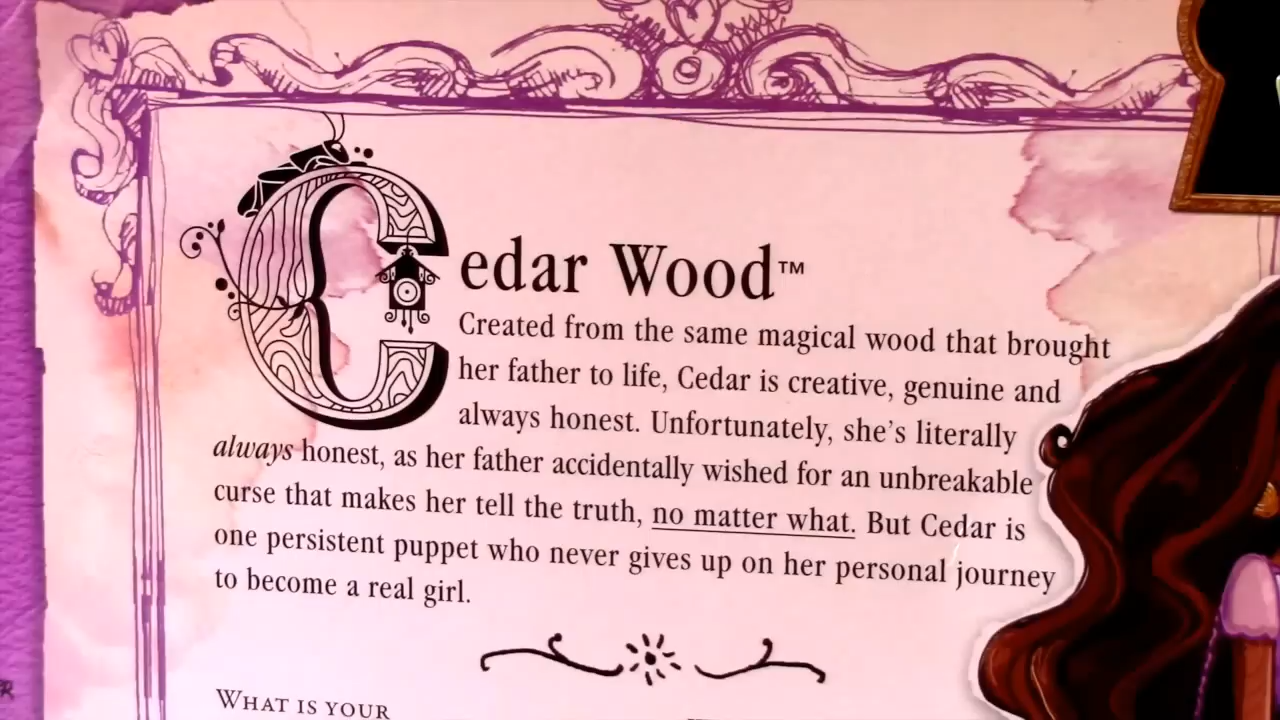 Cedar Wood™
Created from the same magical wood that brought
her father to life, Cedar is creative, genuine and
always honest. Unfortunately, she's literally
always honest, as her father accidentally wished for an unbreakable
curse that makes her tell the truth, no matter what. But Cedar is
one persistent puppet who never gives up on her personal journey
to become a real girl.
WHAT IS YOUR